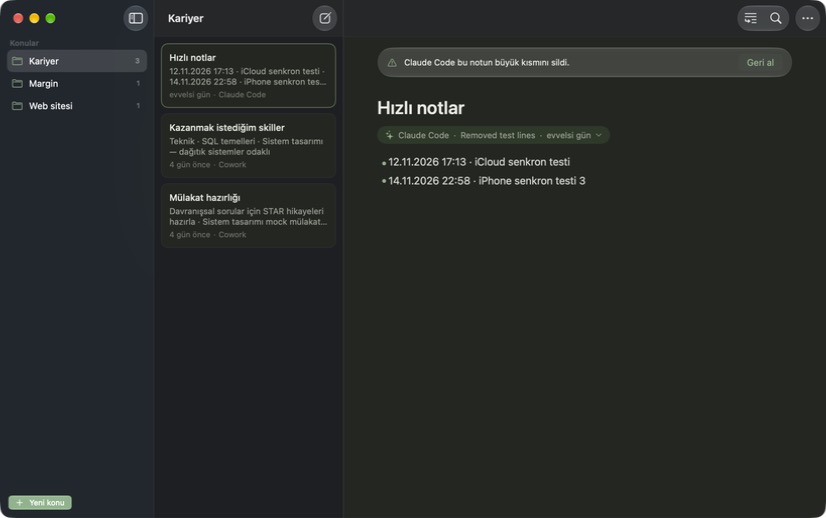 Konular
Kariyer 3
Margin 1
Web sitesi 1
Yeni konu
Kariyer
Hızlı notlar
12.11.2026 17:13 · iCloud senkron testi ·
14.11.2026 22:58 · iPhone senkron tes...
evvelsi gün · Claude Code
Kazanmak istediğim skiller
Teknik · SQL temelleri · Sistem tasarımı
— dağıtık sistemler odaklı
4 gün önce · Cowork
Mülakat hazırlığı
Davranışsal sorular için STAR hikayeleri
hazırla · Sistem tasarımı mock mülakat...
4 gün önce · Cowork
Claude Code bu notun büyük kısmını sildi.
Geri al
Hızlı notlar
Claude Code · Removed test lines · evvelsi gün
12.11.2026 17:13 · iCloud senkron testi
14.11.2026 22:58 · iPhone senkron testi 3